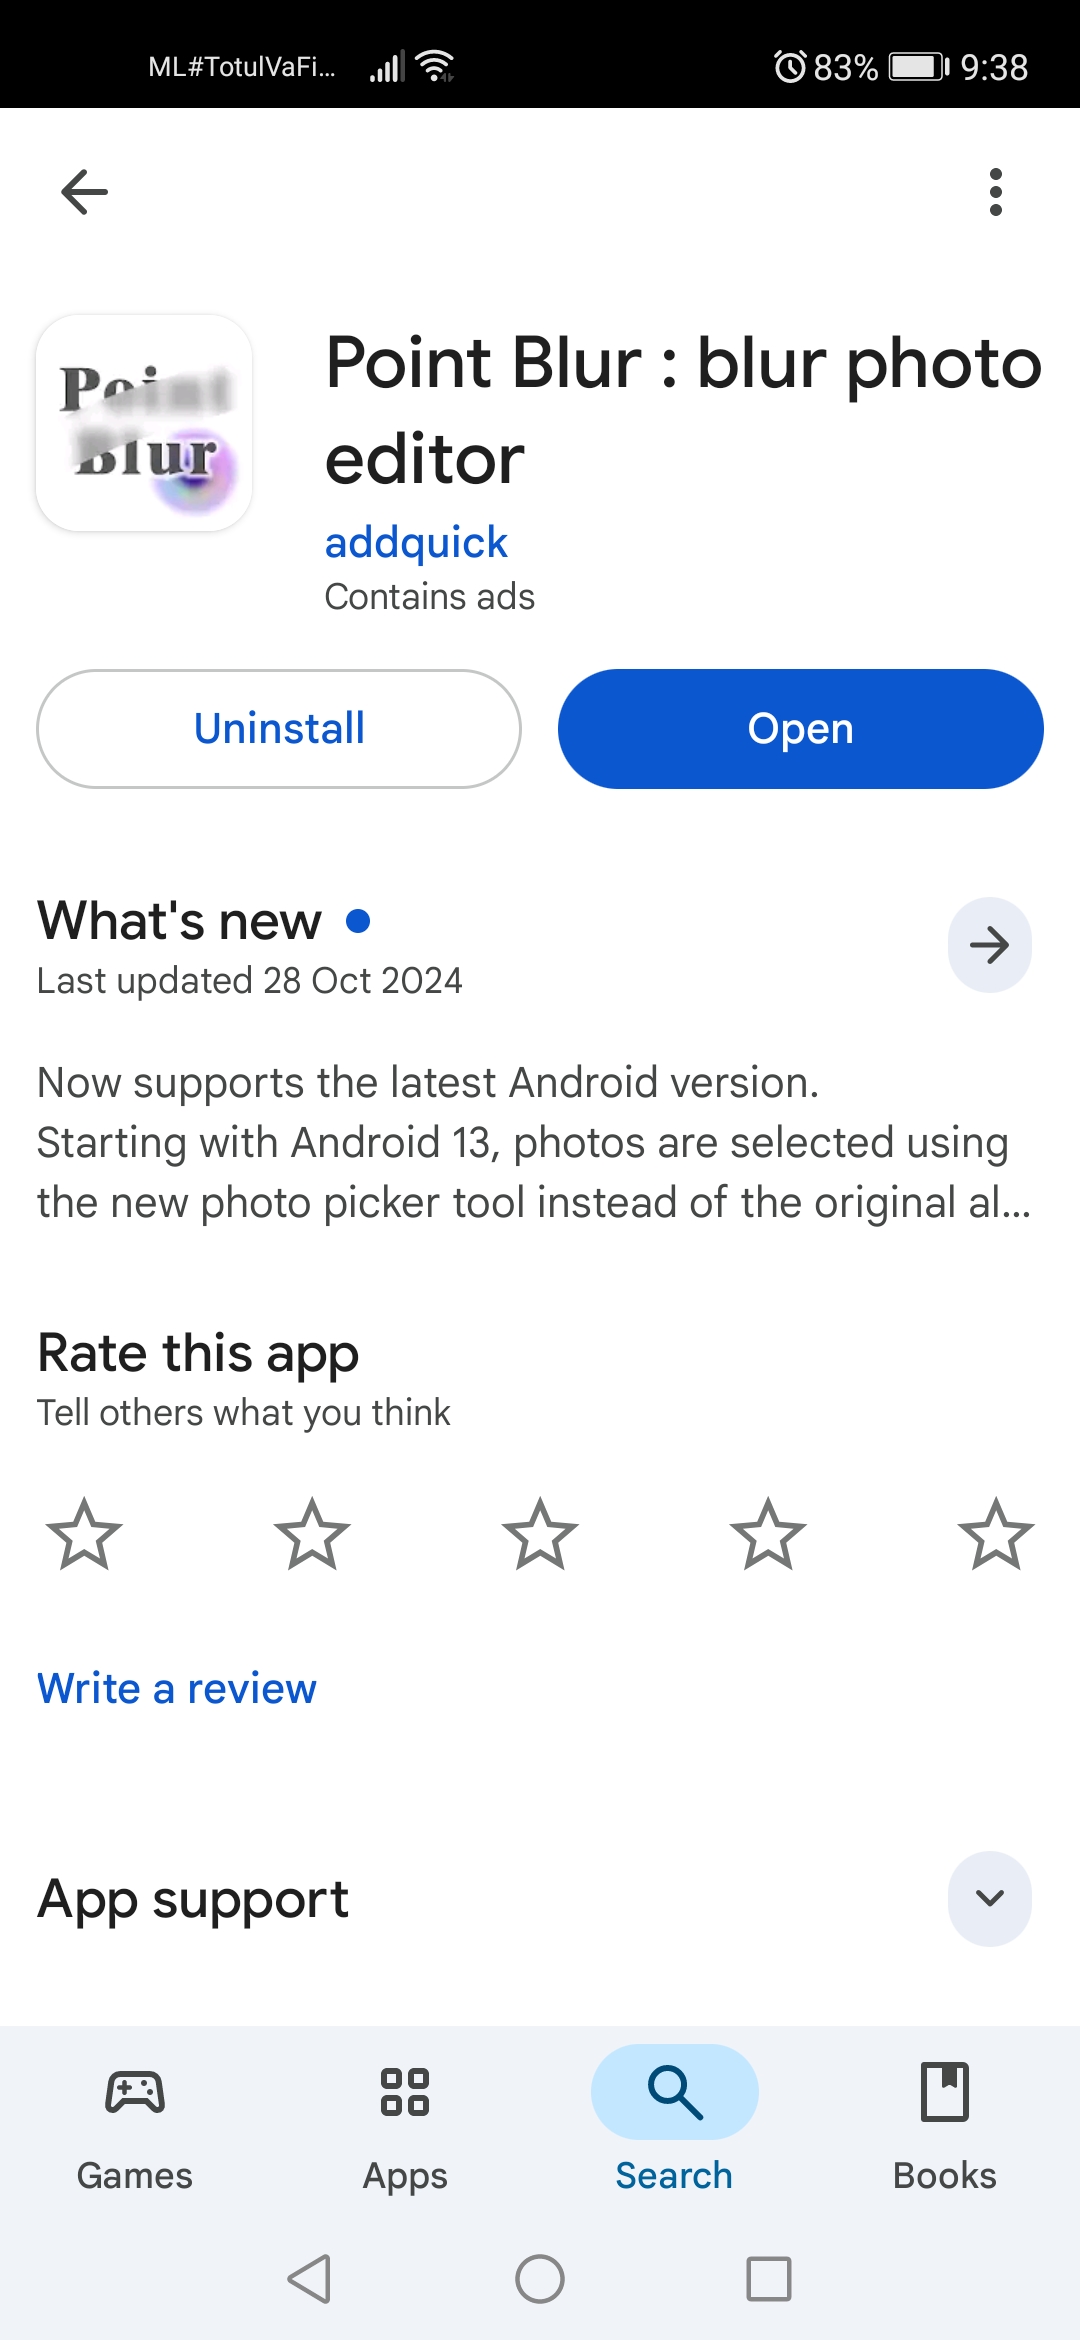 ML#TotulVaFi...
83%
9:38
Point
Blur
Point Blur : blur photo
editor
addquick
Contains ads
Uninstall
Open
What's new
Last updated 28 Oct 2024
Now supports the latest Android version.
Starting with Android 13, photos are selected using
the new photo picker tool instead of the original al...
Rate this app
Tell others what you think
Write a review
App support
Games
Apps
Search
Books